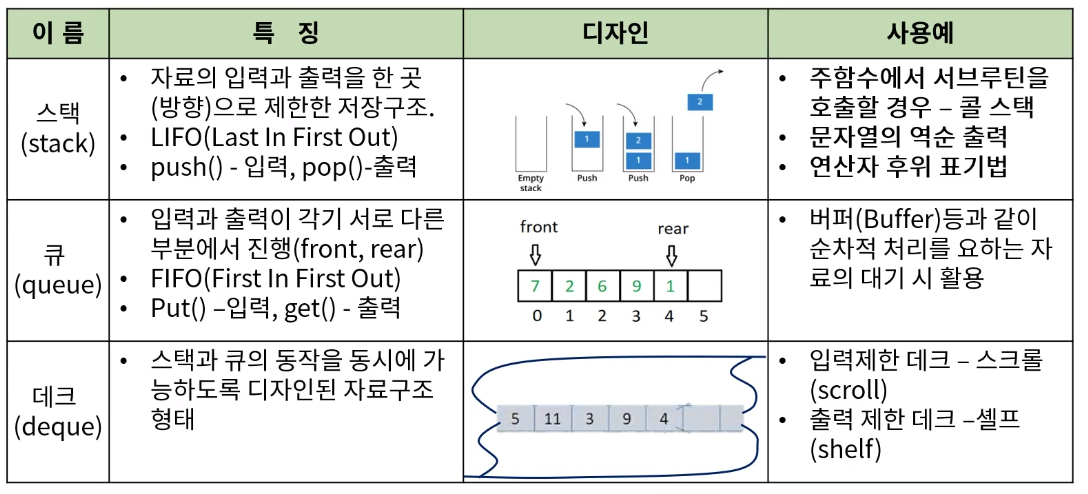 이 름
특 징
디자인
사용예
스택
(stack)
• 자료의 입력과 출력을 한 곳
(방향)으로 제한한 저장구조.
• LIFO(Last In First Out)
• push() - 입력, pop()-출력
2
1
2
1
1
Empty
stack
Push
Push
Pop
• 주함수에서 서브루틴을
호출할 경우 – 콜 스택
• 문자열의 역순 출력
• 연산자 후위 표기법
큐
(queue)
• 입력과 출력이 각기 서로 다른
부분에서 진행(front, rear)
• FIFO(First In First Out)
• Put() –입력, get() - 출력
front rear
7 2 6 9 1
0 1 2 3 4 5
• 버퍼(Buffer)등과 같이
순차적 처리를 요하는 자
료의 대기 시 활용
데크
(deque)
• 스택과 큐의 동작을 동시에 가
능하도록 디자인된 자료구조
형태
5 11 3 9 4
• 입력제한 데크 – 스크롤
(scroll)
• 출력 제한 데크 –셸프
(shelf)